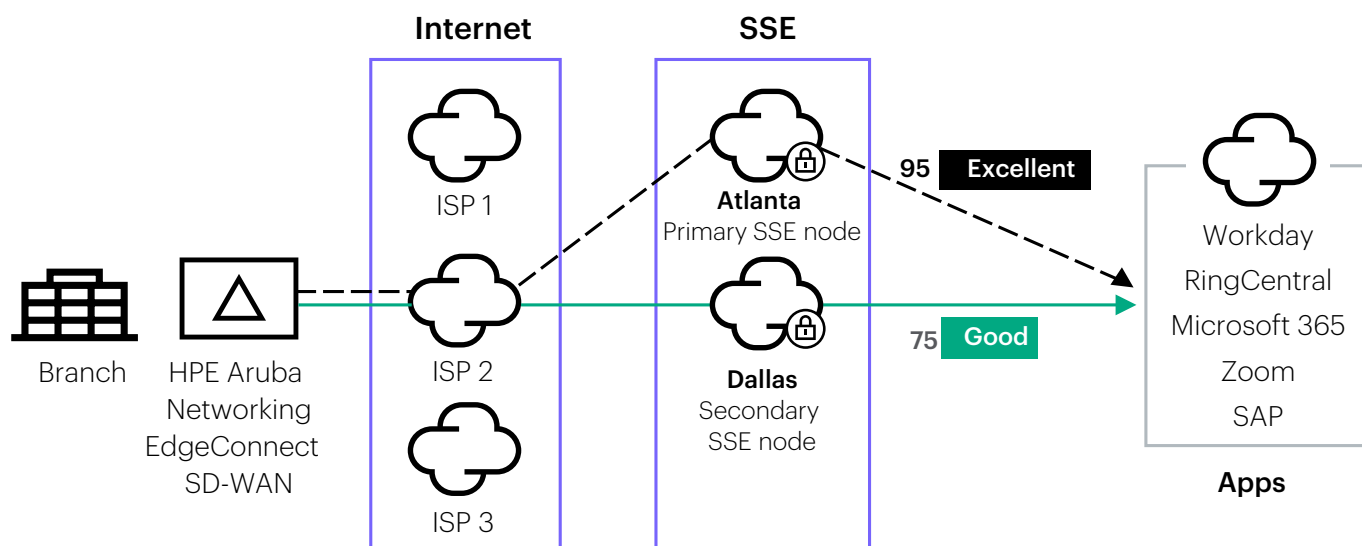 Internet
SSE
ISP 1
Atlanta
Primary SSE node
95
Excellent
Workday
RingCentral
Microsoft 365
Zoom
SAP
Apps
Branch
HPE Aruba
Networking
EdgeConnect
SD-WAN
ISP 2
Dallas
Secondary
SSE node
75
Good
ISP 3